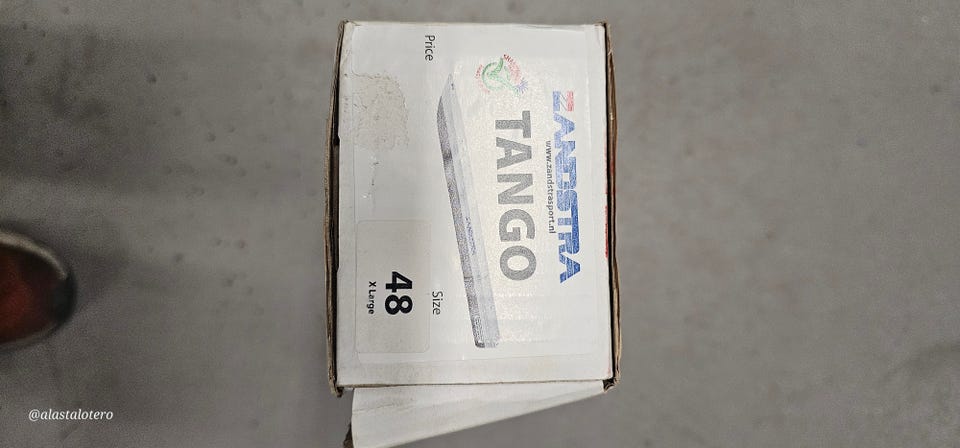 ZANDSTRA
www.zandstrasport.nl
TANGO
Price
Size
48
X Large
@alastalotero